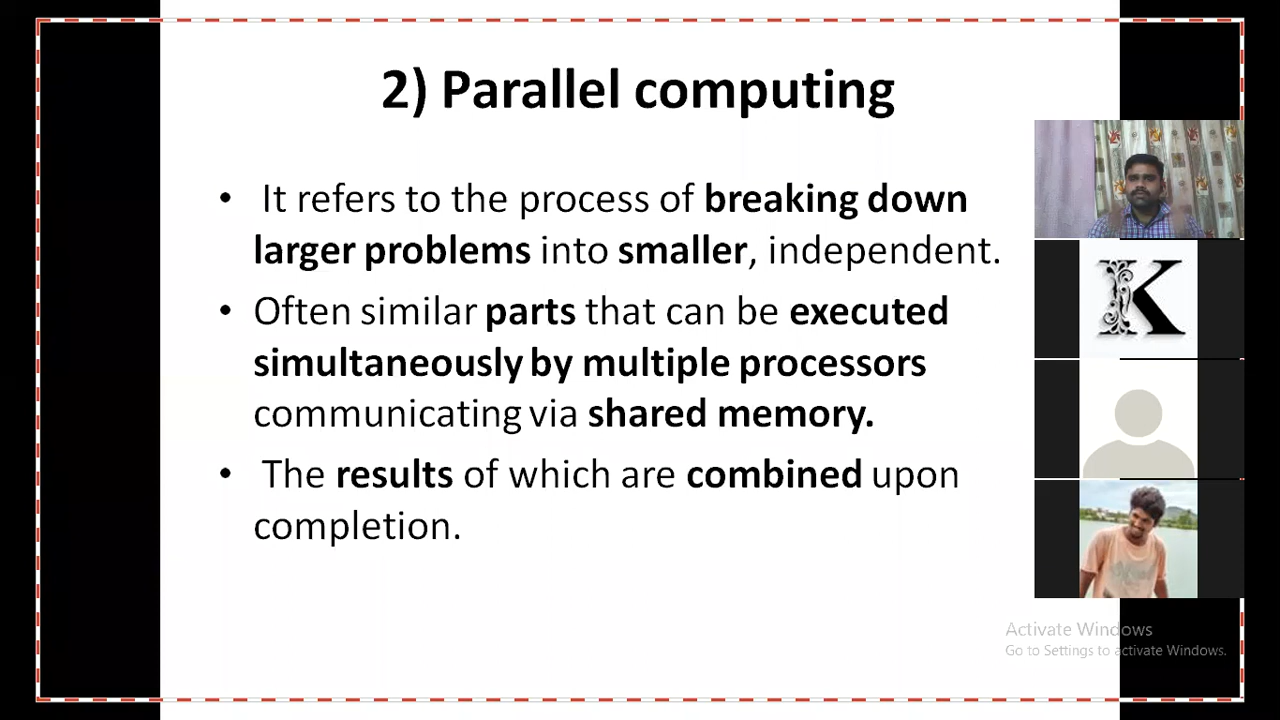 2) Parallel computing
• It refers to the process of breaking down
larger problems into smaller, independent.
• Often similar parts that can be executed
simultaneously by multiple processors
communicating via shared memory.
• The results of which are combined upon
completion.
K
Activate Windows
Go to Settings to activate Windows.